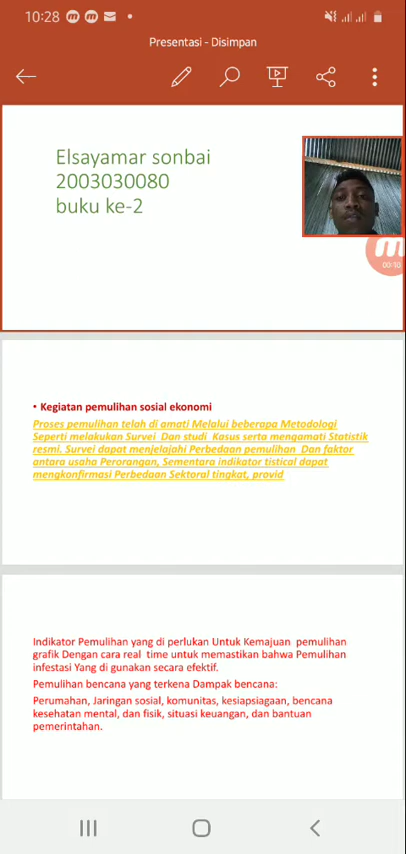 10:28
Presentasi - Disimpan
Elsayamar sonbai
2003030080
buku ke-2
00:10
• Kegiatan pemulihan sosial ekonomi
Proses pemulihan telah di amati Melalui beberapa Metodologi
Seperti melakukan Survei Dan studi Kasus serta mengamati Statistik
resmi. Survei dapat menjelajahi Perbedaan pemulihan Dan faktor
antara usaha Perorangan, Sementara indikator tistical dapat
mengkonfirmasi Perbedaan Sektoral tingkat, provid
Indikator Pemulihan yang di perlukan Untuk Kemajuan pemulihan
grafik Dengan cara real time untuk memastikan bahwa Pemulihan
infestasi Yang di gunakan secara efektif.
Pemulihan bencana yang terkena Dampak bencana:
Perumahan, Jaringan sosial, komunitas, kesiapsiagaan, bencana
kesehatan mental, dan fisik, situasi keuangan, dan bantuan
pemerintahan.